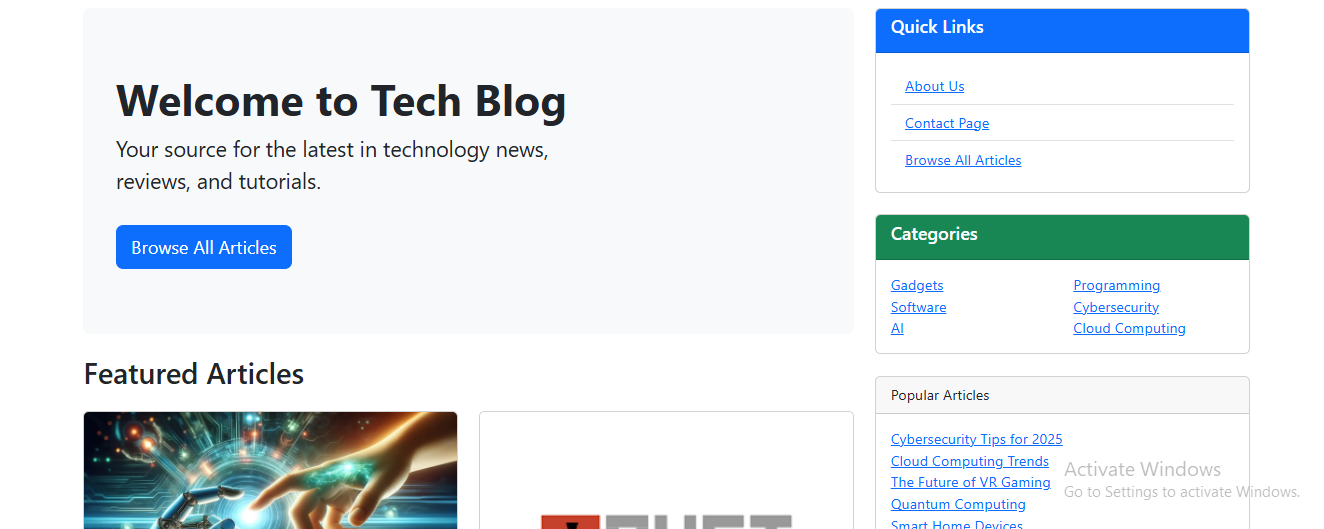 Welcome to Tech Blog
Your source for the latest in technology news,
reviews, and tutorials.
Browse All Articles
Featured Articles
Quick Links
About Us
Contact Page
Browse All Articles
Categories
Gadgets
Software
AI
Programming
Cybersecurity
Cloud Computing
Popular Articles
Cybersecurity Tips for 2025
Cloud Computing Trends
The Future of VR Gaming
Quantum Computing
Smart Home Devices
Activate Windows
Go to Settings to activate Windows.